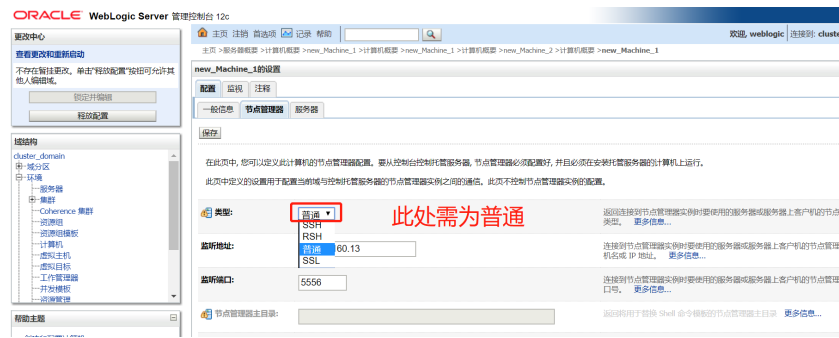 ORACLE WebLogic Server 管理控制台 12c
更改中心
查看更改和重新启动
不存在暂挂更改。单击“释放配置”按钮可允许其
他人编辑域。
锁定并编辑
释放配置
域结构
cluster_domain
域分区
环境
服务器
集群
Coherence 集群
资源组
资源组模板
计算机
虚拟主机
虚拟目标
工作管理器
并发模板
资源管理
帮助主题
主页 注销 首选项 记录 帮助
欢迎, weblogic 连接到: cluste
主页 >服务器概要 >计算机概要 >new_Machine_1 >计算机概要 >new_Machine_1 >计算机概要 >new_Machine_2 >计算机概要 >new_Machine_1
new_Machine_1的设置
配置 监视 注释
一般信息 节点管理器 服务器
保存
在此页中, 您可以定义此计算机的节点管理器配置。要从控制台控制托管服务器, 节点管理器必须配置好, 并且必须在安装托管服务器的计算机上运行。
此页中定义的设置用于配置当前域与控制托管服务器的节点管理器实例之间的通信。此页不控制节点管理器实例的配置。
类型:
普通
此处需为普通
SSH
RSH
普通
SSL
返回连接到节点管理器实例时要使用的服务器或服务器上客户机的节点
类型。 更多信息...
监听地址:
60.13
连接到节点管理器实例时要使用的服务器或服务器上客户机的节点管理
机名或 IP 地址。 更多信息...
监听端口:
5556
连接到节点管理器实例时要使用的服务器或服务器上客户机的节点管理
口号。 更多信息...
节点管理器主目录:
返回将用于替换 Shell 命令模板的节点管理器主目录 更多信息...